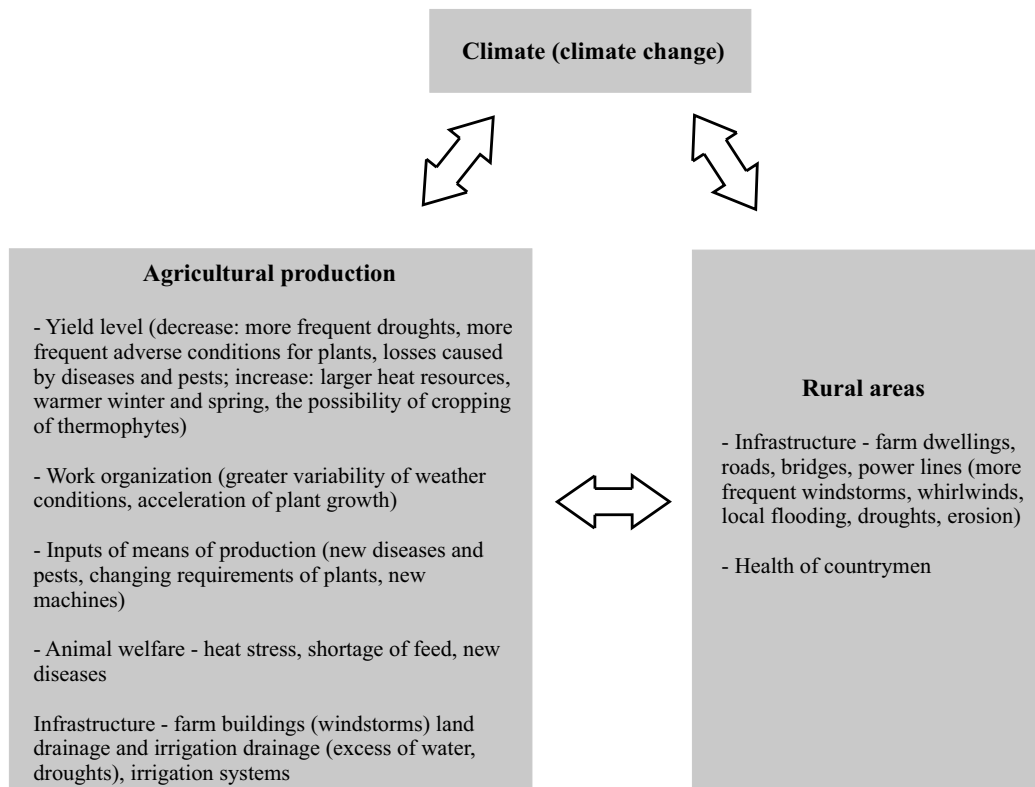 Climate (climate change)
Agricultural production
- Yield level (decrease: more frequent droughts, more
frequent adverse conditions for plants, losses caused
by diseases and pests; increase: larger heat resources,
warmer winter and spring, the possibility of cropping
of thermophytes)
- Work organization (greater variability of weather
conditions, acceleration of plant growth)
- Inputs of means of production (new diseases and
pests, changing requirements of plants, new
machines)
- Animal welfare - heat stress, shortage of feed, new
diseases
Infrastructure - farm buildings (windstorms) land
drainage and irrigation drainage (excess of water,
droughts), irrigation systems
Rural areas
- Infrastructure - farm dwellings,
roads, bridges, power lines (more
frequent windstorms, whirlwinds,
local flooding, droughts, erosion)
- Health of countrymen